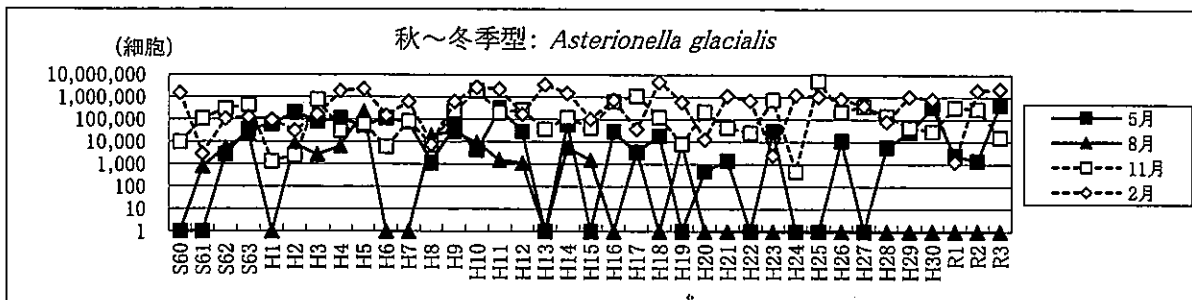 秋～冬季型: Asterionella glacialis
(細胞)
10,000,000
1,000,000
100,000
10,000
1,000
100
10
1
S60 S61 S62 S63 H1 H2 H3 H4 H5 H6 H7 H8 H9 H10 H11 H12 H13 H14 H15 H16 H17 H18 H19 H20 H21 H22 H23 H24 H25 H26 H27 H28 H29 H30 R1 R2 R3
5月
8月
11月
2月